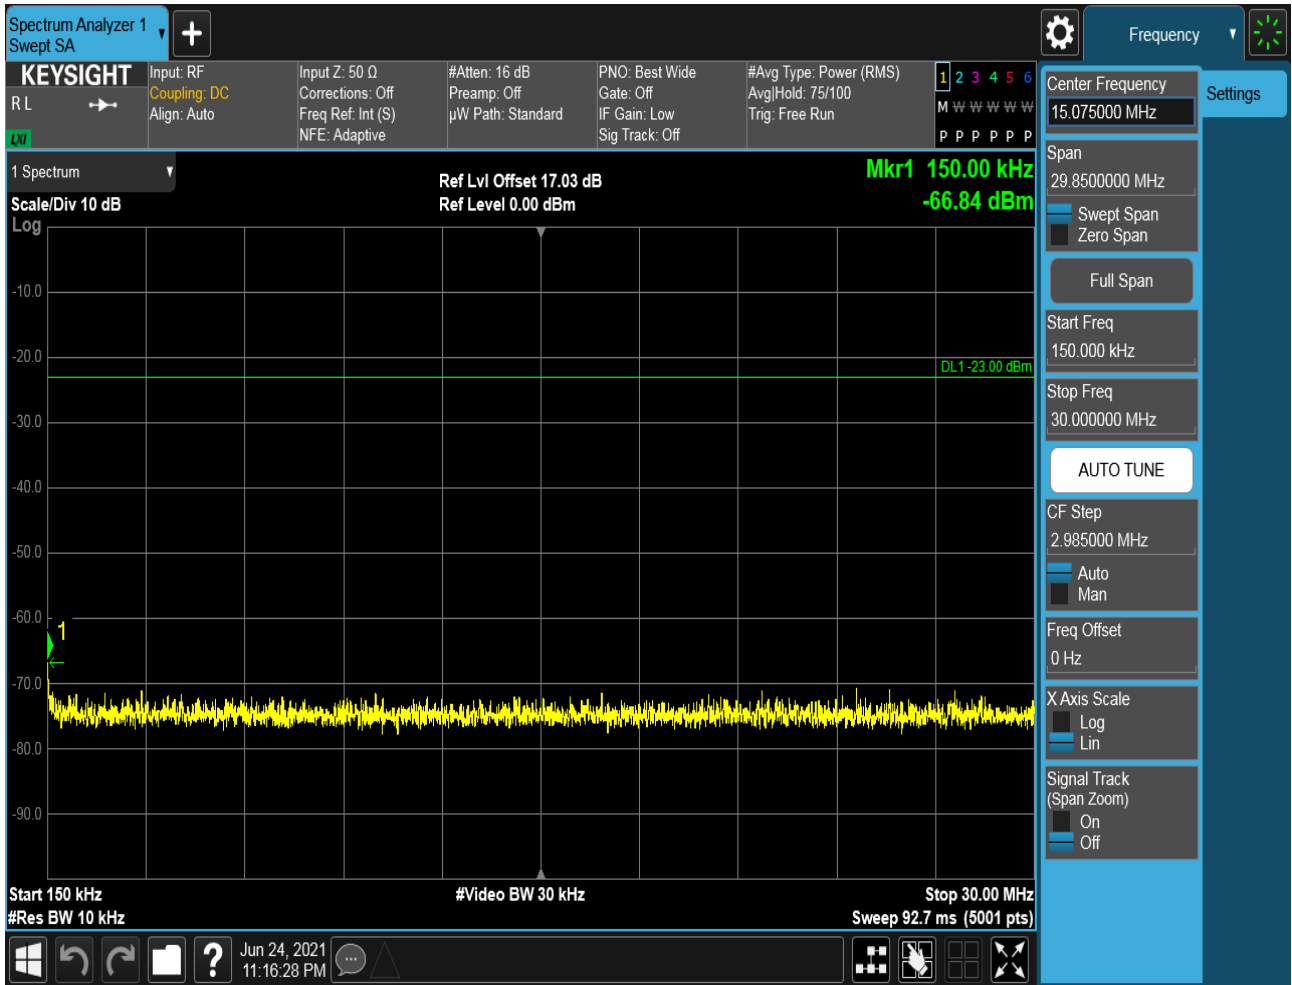 Spectrum Analyzer 1
Swept SA
Frequency
KEYSIGHT
R L
LXI
Input: RF
Coupling: DC
Align: Auto
Input Z: 50 Ω
Corrections: Off
Freq Ref: Int (S)
NFE: Adaptive
#Atten: 16 dB
Preamp: Off
µW Path: Standard
PNO: Best Wide
Gate: Off
IF Gain: Low
Sig Track: Off
#Avg Type: Power (RMS)
Avg|Hold: 75/100
Trig: Free Run
1 2 3 4 5 6
M W W W W W
P P P P P P
1 Spectrum
Scale/Div 10 dB
Log
Ref Lvl Offset 17.03 dB
Ref Level 0.00 dBm
Mkr1 150.00 kHz
-66.84 dBm
-10.0
-20.0
DL1 -23.00 dBm
-30.0
-40.0
-50.0
-60.0
1
-70.0
-80.0
-90.0
Start 150 kHz
#Res BW 10 kHz
#Video BW 30 kHz
Stop 30.00 MHz
Sweep 92.7 ms (5001 pts)
Jun 24, 2021
11:16:28 PM
Center Frequency
15.075000 MHz
Settings
Span
29.8500000 MHz
Swept Span
Zero Span
Full Span
Start Freq
150.000 kHz
Stop Freq
30.000000 MHz
AUTO TUNE
CF Step
2.985000 MHz
Auto
Man
Freq Offset
0 Hz
X Axis Scale
Log
Lin
Signal Track
(Span Zoom)
On
Off